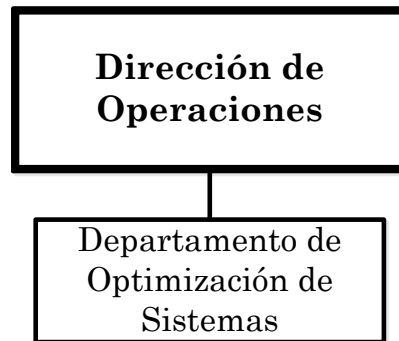 Dirección de
Operaciones
Departamento de
Optimización de
Sistemas